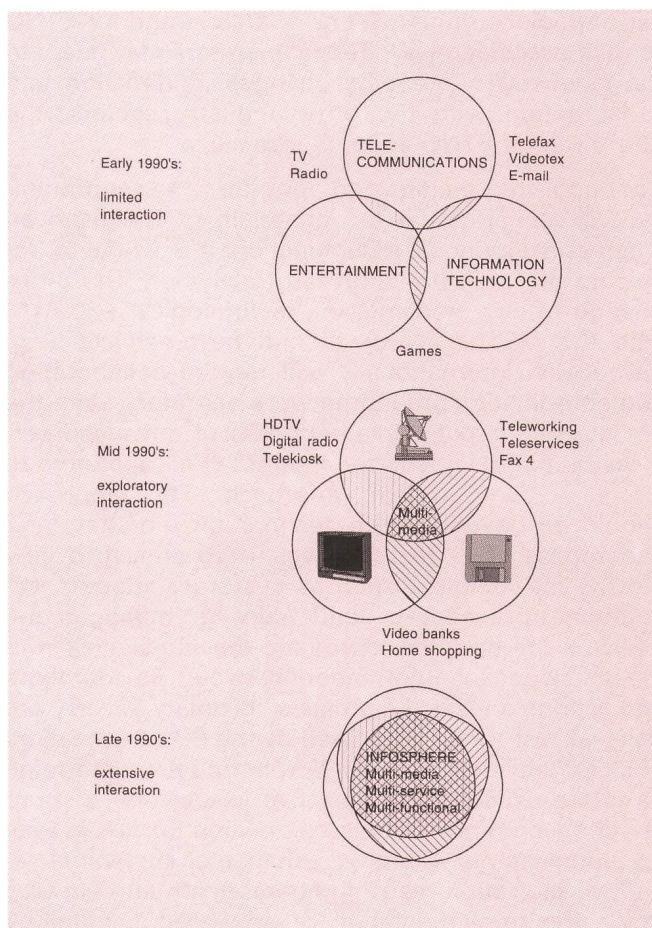 Early 1990's:
limited
interaction
TV
Radio
TELE-
COMMUNICATIONS
Telefax
Videotex
E-mail
ENTERTAINMENT
INFORMATION
TECHNOLOGY
Games
Mid 1990's:
exploratory
interaction
HDTV
Digital radio
Telekiosk
Teleworking
Teleservices
Fax 4
Multi-
media
Video banks
Home shopping
Late 1990's:
extensive
interaction
INFOSPHERE
Multi-media
Multi-service
Multi-functional